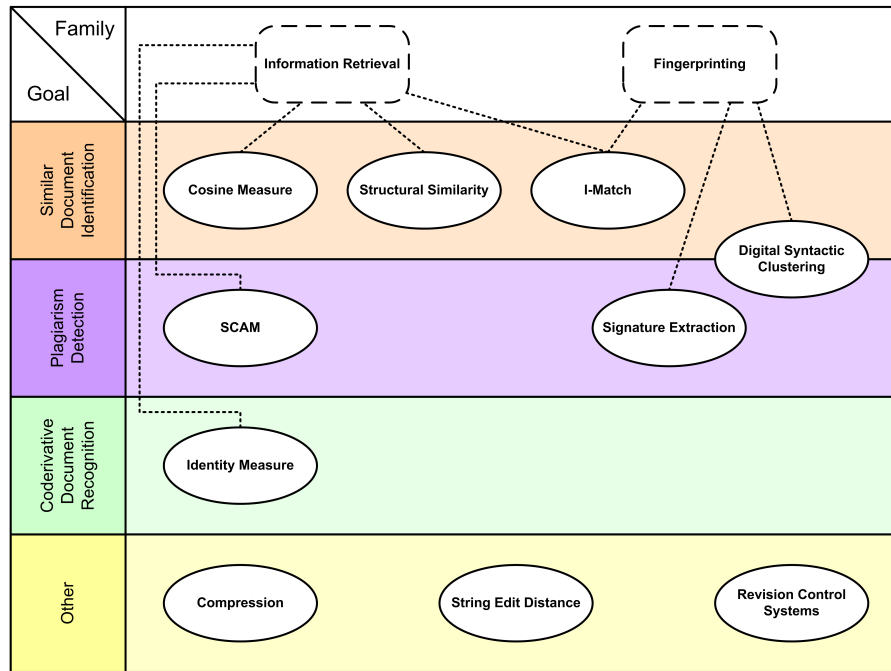 Family
Goal
Information Retrieval
Fingerprinting
Similar
Document
Identification
Cosine Measure
Structural Similarity
I-Match
Digital Syntactic
Clustering
Plagiarism
Detection
SCAM
Signature Extraction
Coderivative
Document
Recognition
Identity Measure
Other
Compression
String Edit Distance
Revision Control
Systems